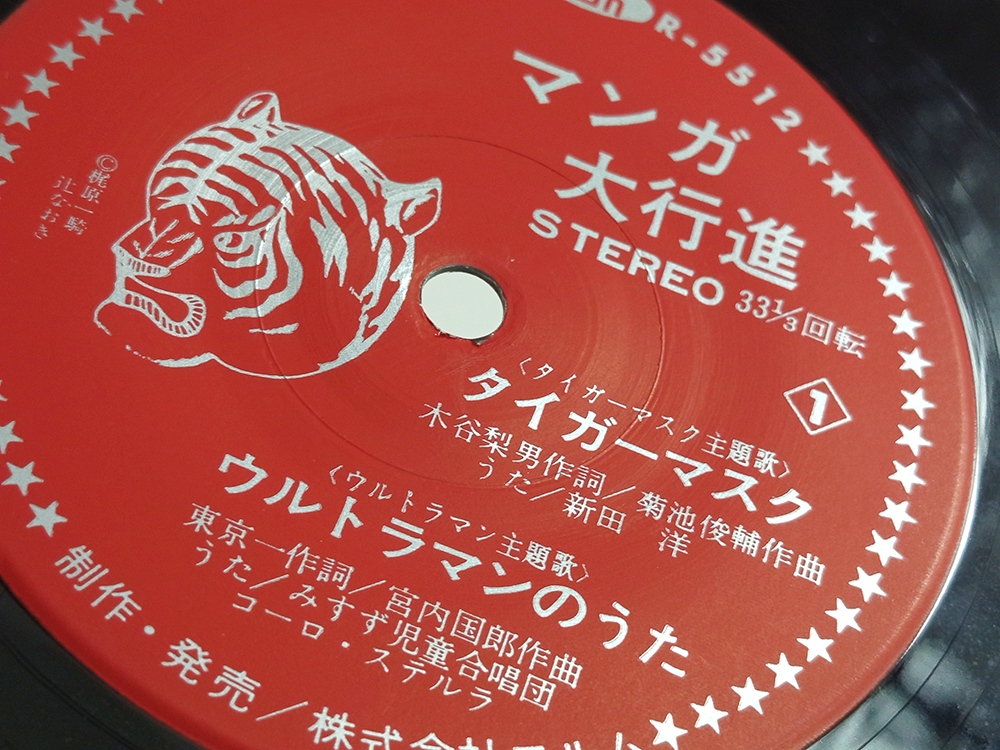 R-5512
マンガ
大行進
STEREO 33⅓回転
©梶原一騎
辻なおき
1
〈タイガーマスク主題歌〉
タイガーマスク
木谷梨男作詞/菊池俊輔作曲
うた/新田 洋
〈ウルトラマン主題歌〉
ウルトラマンのうた
東京一作詞/宮内国郎作曲
うた/みすず児童合唱団
コーロ・ステルラ
制作・発売/株式会社エルム